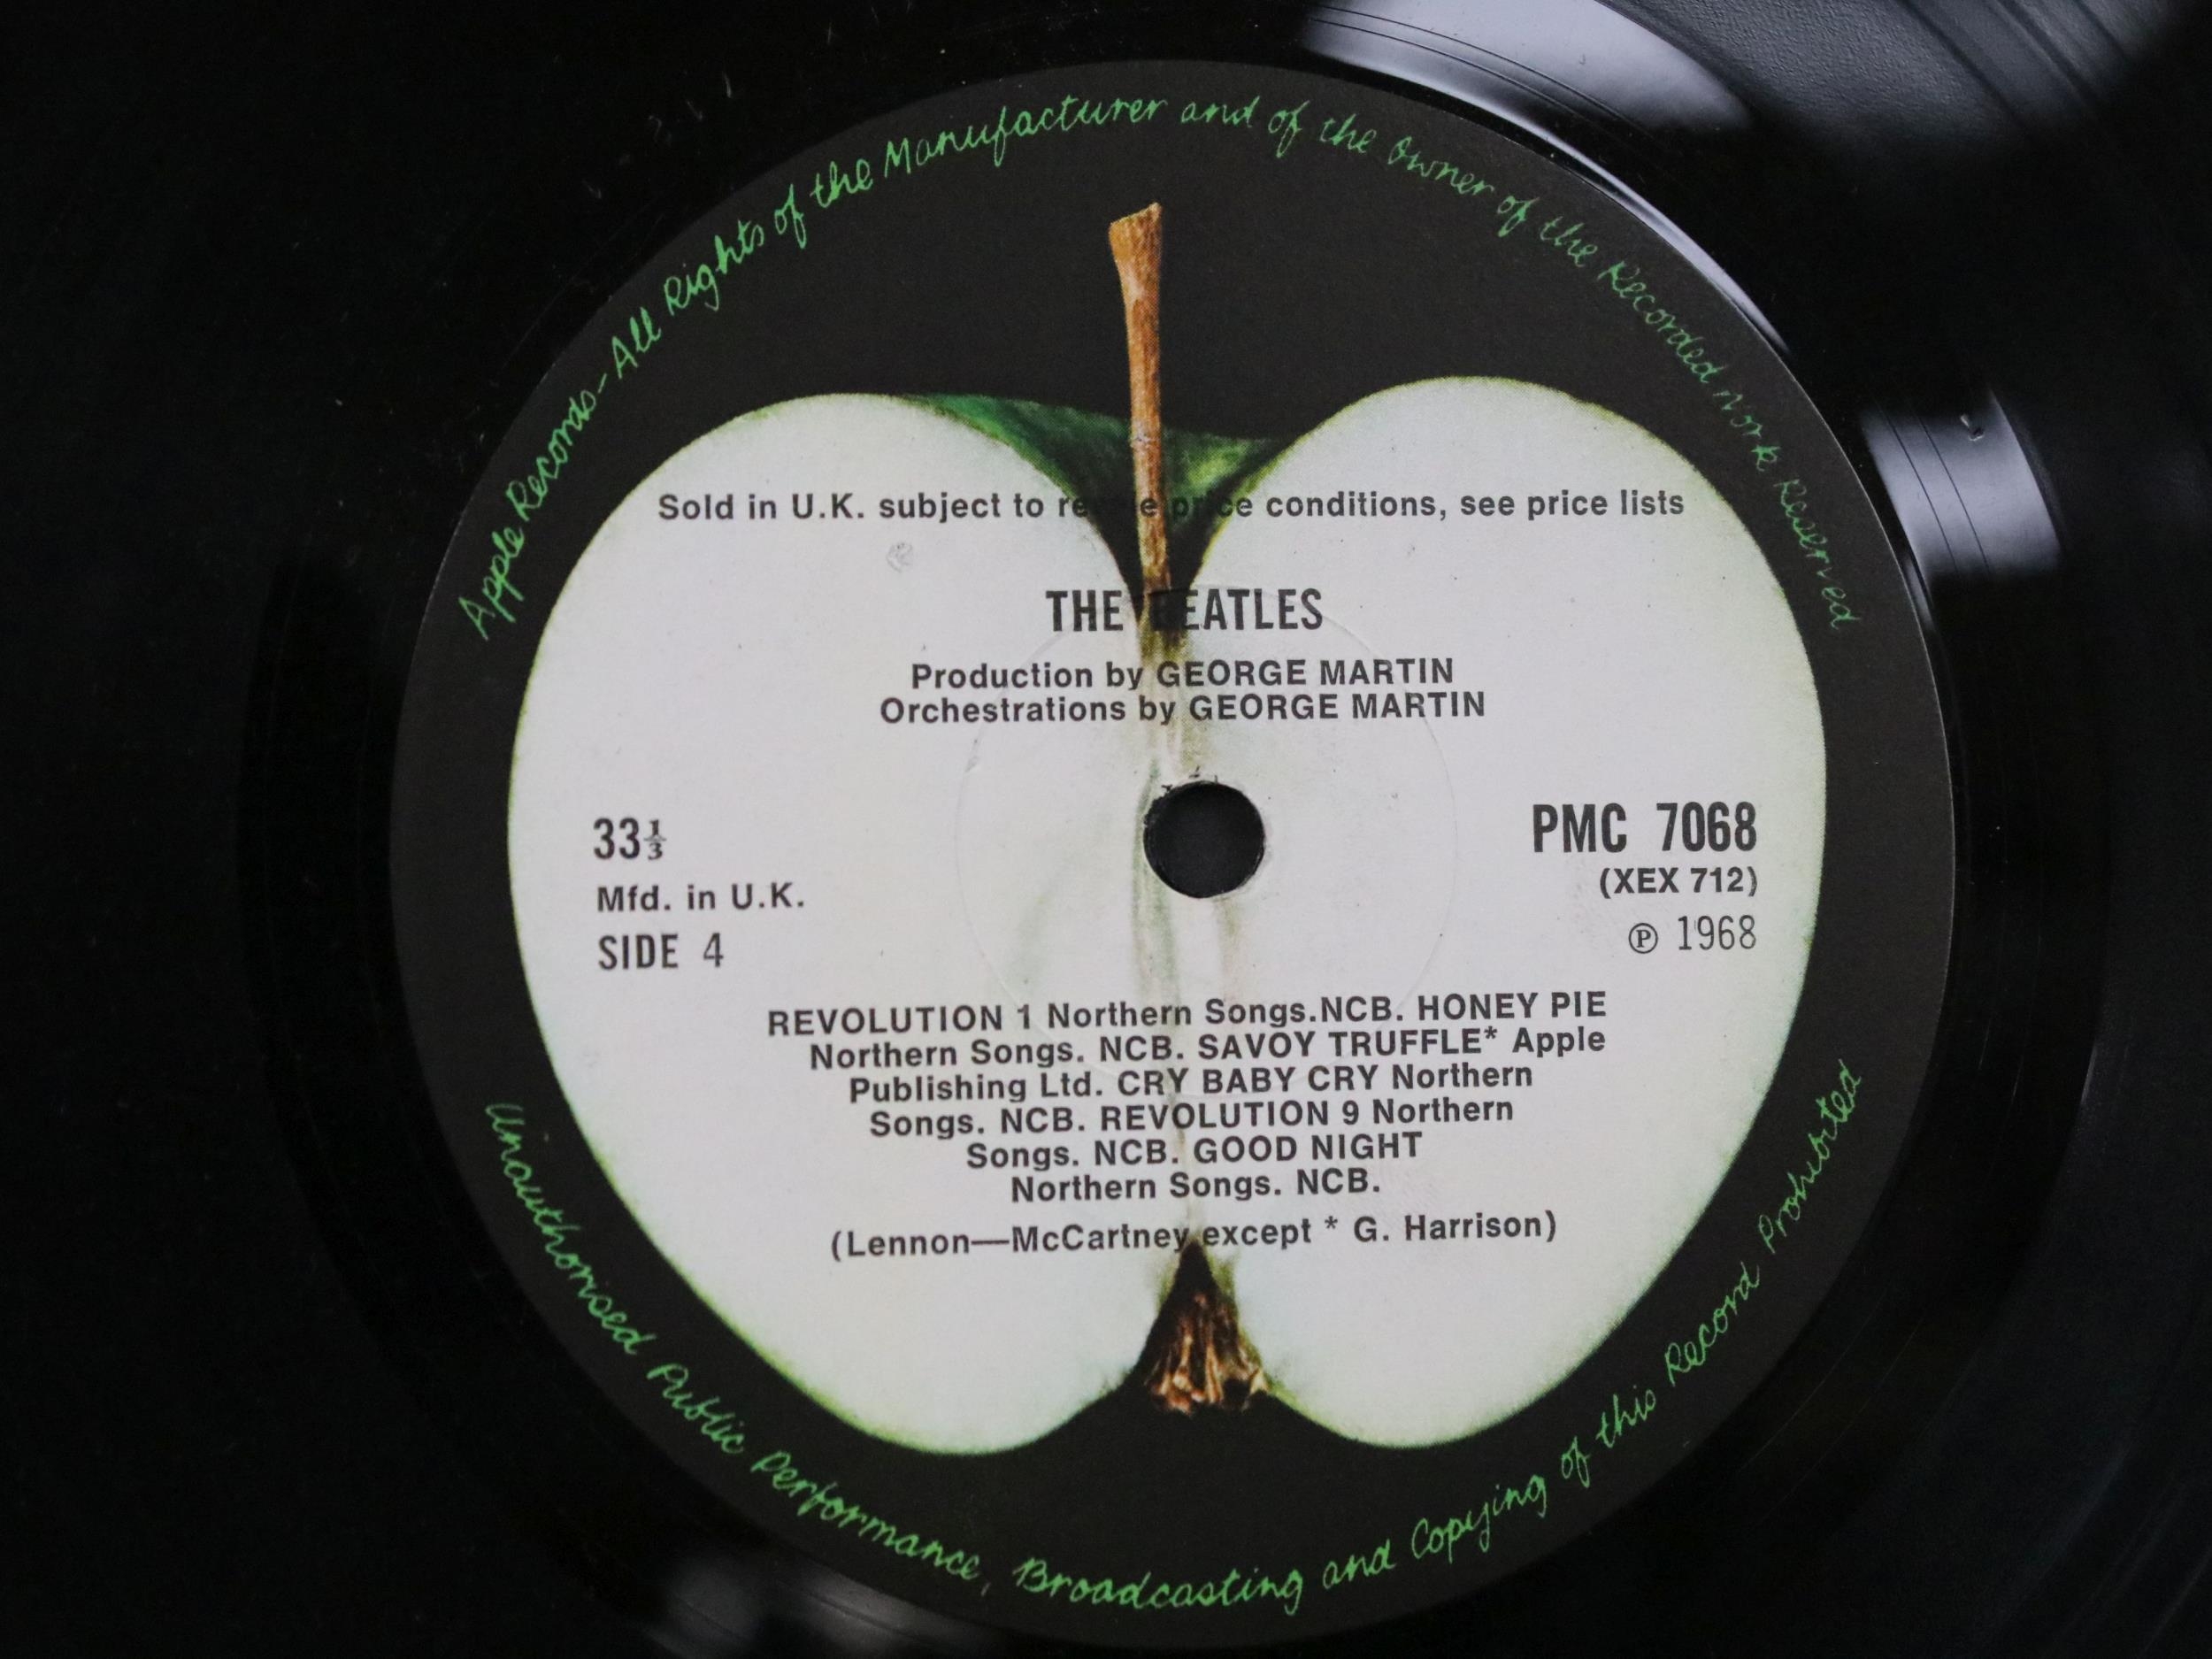 Apple Records-All Rights of the Manufacturer and of the Owner of the Recorded Work Reserved
Sold in U.K. subject to price conditions, see price lists
THE BEATLES
Production by GEORGE MARTIN
Orchestrations by GEORGE MARTIN
33⅓
Mfd. in U.K.
SIDE 4
PMC 7068
(XEX 712)
℗ 1968
REVOLUTION 1 Northern Songs.NCB. HONEY PIE
Northern Songs. NCB. SAVOY TRUFFLE* Apple
Publishing Ltd. CRY BABY CRY Northern
Songs. NCB. REVOLUTION 9 Northern
Songs. NCB. GOOD NIGHT
Northern Songs. NCB.
(Lennon—McCartney except * G. Harrison)
Unauthorised Public Performance, Broadcasting and Copying of this Record Prohibited